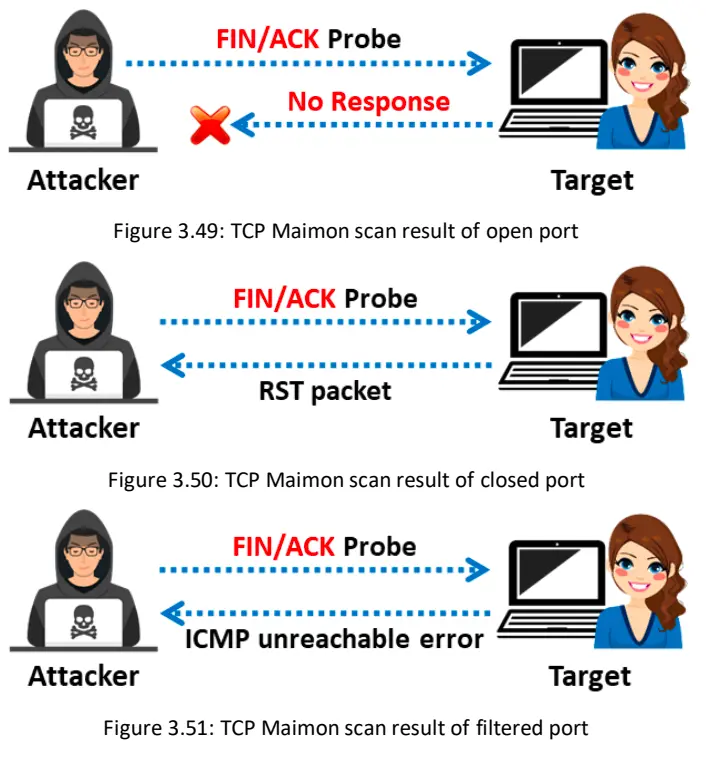 FIN/ACK Probe
No Response
Attacker Target
Figure 3.49: TCP Maimon scan result of open port
FIN/ACK Probe
RST packet
Attacker Target
Figure 3.50: TCP Maimon scan result of closed port
FIN/ACK Probe
ICMP unreachable error
Attacker Target
Figure 3.51: TCP Maimon scan result of filtered port